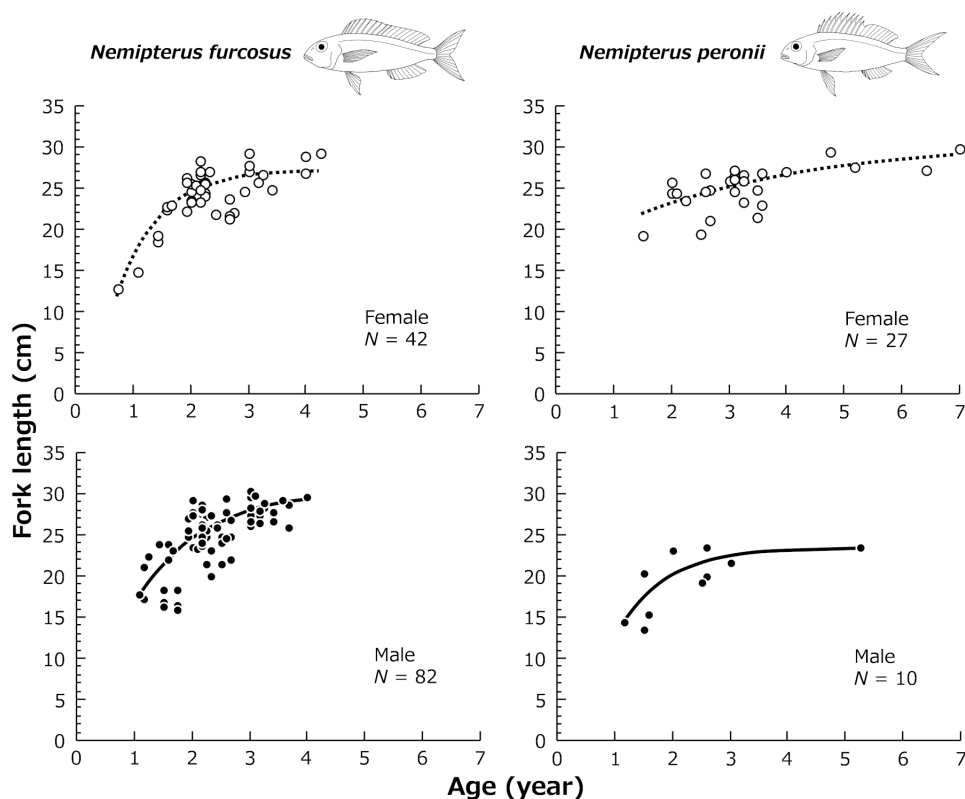 Nemipterus furcosus
Nemipterus peronii
Fork length (cm)
35
30
25
20
15
10
5
0
0 1 2 3 4 5 6 7
Female
N = 42
35
30
25
20
15
10
5
0
0 1 2 3 4 5 6 7
Female
N = 27
35
30
25
20
15
10
5
0
0 1 2 3 4 5 6 7
Male
N = 82
35
30
25
20
15
10
5
0
0 1 2 3 4 5 6 7
Male
N = 10
Age (year)